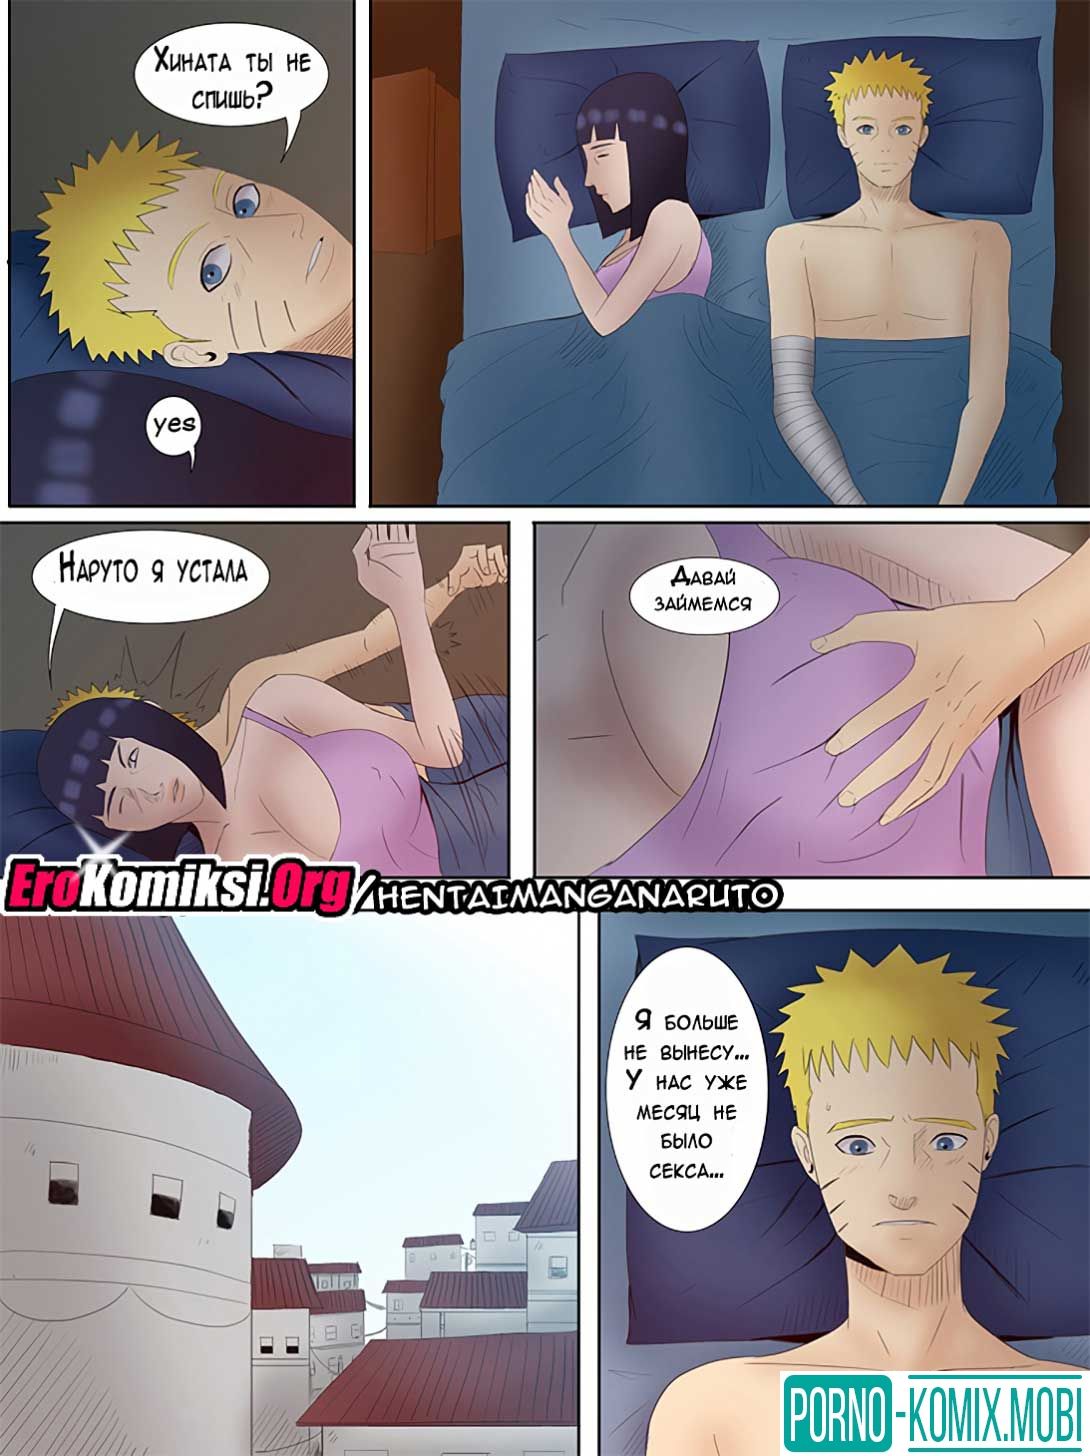 Хината ты не
спишь?
yes
Наруто я устала
Давай
займемся
EroKomiksi.Org/HENTAIMANGANARUTO
Я больше
не вынесу...
У нас уже
месяц не
было
секса...
PORNO-KOMIX.MOBI